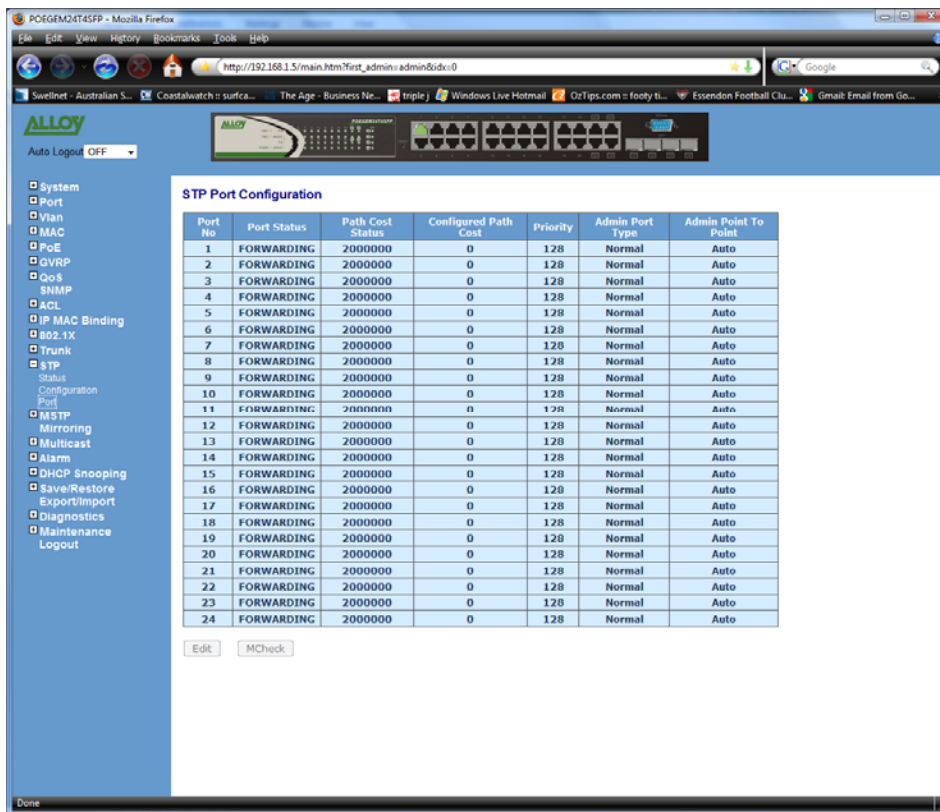 POEGEM24T4SFP - Mozilla Firefox
File Edit View History Bookmarks Tools Help
http://192.168.1.5/main.htm?first_admin=admin&idx=0
Google
Swellnet - Australian S... Coastalwatch :: surfca... The Age - Business Ne... triple j Windows Live Hotmail OzTips.com :: footy ti... Essendon Football Clu... Gmail: Email from Go...
ALLOY
Auto Logout OFF
ALLOY
System
Port
Vlan
MAC
PoE
GVRP
QoS
SNMP
ACL
IP MAC Binding
802.1X
Trunk
STP
Status
Configuration
Port
MSTP
Mirroring
Multicast
Alarm
DHCP Snooping
Save/Restore
Export/Import
Diagnostics
Maintenance
Logout
STP Port Configuration
Port No Port Status Path Cost Status Configured Path Cost Priority Admin Port Type Admin Point To Point
1 FORWARDING 2000000 0 128 Normal Auto
2 FORWARDING 2000000 0 128 Normal Auto
3 FORWARDING 2000000 0 128 Normal Auto
4 FORWARDING 2000000 0 128 Normal Auto
5 FORWARDING 2000000 0 128 Normal Auto
6 FORWARDING 2000000 0 128 Normal Auto
7 FORWARDING 2000000 0 128 Normal Auto
8 FORWARDING 2000000 0 128 Normal Auto
9 FORWARDING 2000000 0 128 Normal Auto
10 FORWARDING 2000000 0 128 Normal Auto
11 FORWARDING 2000000 0 128 Normal Auto
12 FORWARDING 2000000 0 128 Normal Auto
13 FORWARDING 2000000 0 128 Normal Auto
14 FORWARDING 2000000 0 128 Normal Auto
15 FORWARDING 2000000 0 128 Normal Auto
16 FORWARDING 2000000 0 128 Normal Auto
17 FORWARDING 2000000 0 128 Normal Auto
18 FORWARDING 2000000 0 128 Normal Auto
19 FORWARDING 2000000 0 128 Normal Auto
20 FORWARDING 2000000 0 128 Normal Auto
21 FORWARDING 2000000 0 128 Normal Auto
22 FORWARDING 2000000 0 128 Normal Auto
23 FORWARDING 2000000 0 128 Normal Auto
24 FORWARDING 2000000 0 128 Normal Auto
Edit MCheck
Done